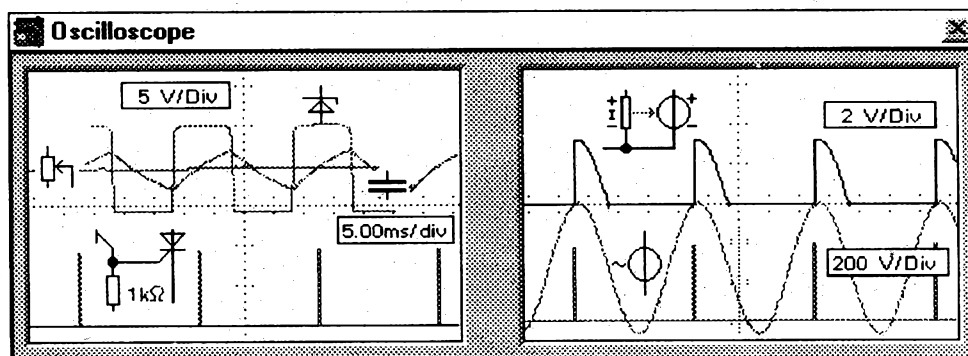 Oscilloscope
5 V/Div
5.00ms/div
1kΩ
+ +
I
− −
2 V/Div
~
200 V/Div